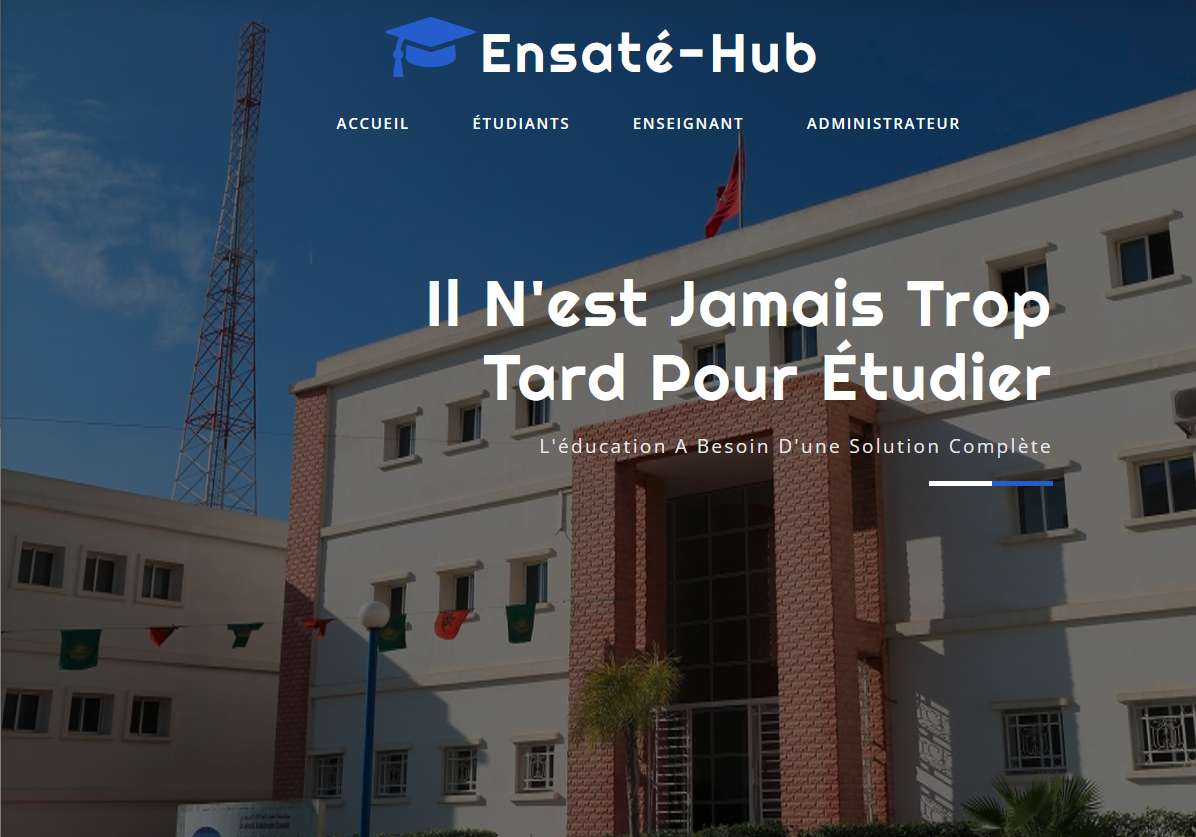 Ensaté-Hub
ACCUEIL ÉTUDIANTS ENSEIGNANT ADMINISTRATEUR
Il N'est Jamais Trop
Tard Pour Étudier
L'éducation A Besoin D'une Solution Complète